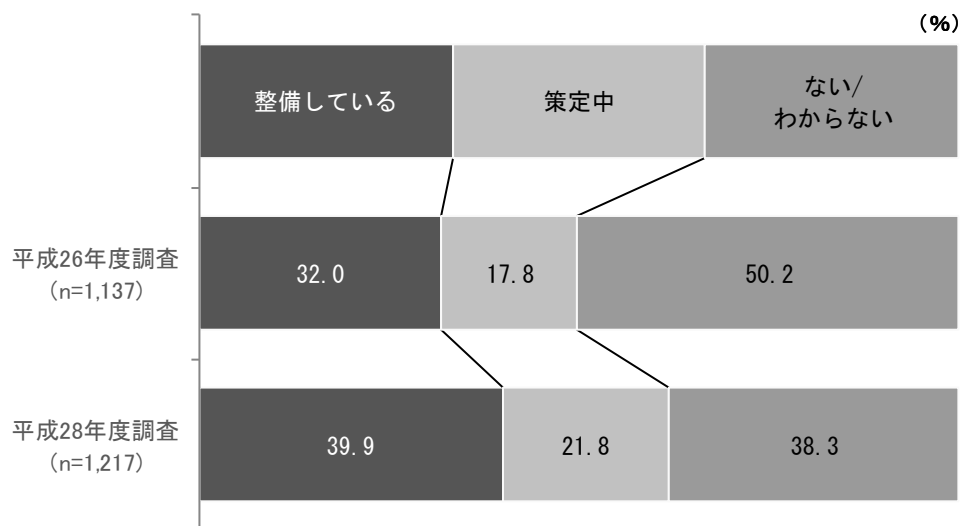 （%）
整備している
策定中
ない/
わからない
平成26年度調査
（n=1,137）
32.0
17.8
50.2
平成28年度調査
（n=1,217）
39.9
21.8
38.3